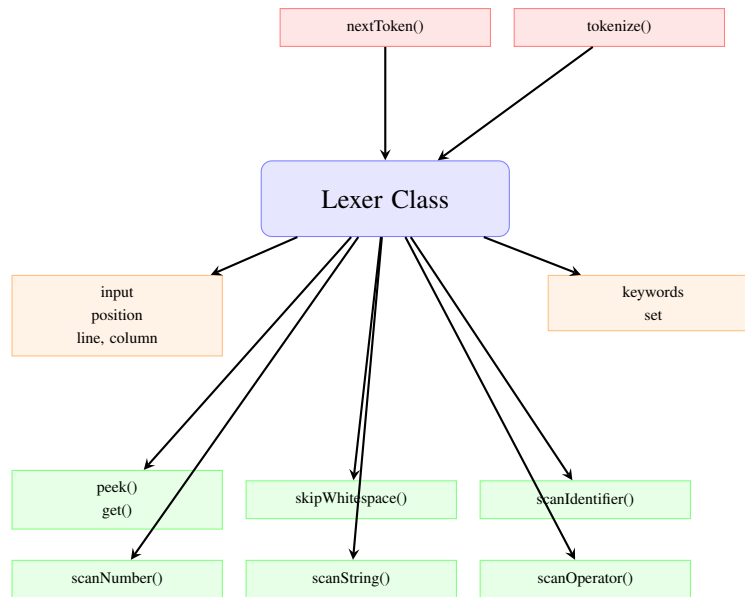 nextToken()
tokenize()
Lexer Class
input
position
line, column
keywords
set
peek()
get()
skipWhitespace()
scanIdentifier()
scanNumber()
scanString()
scanOperator()